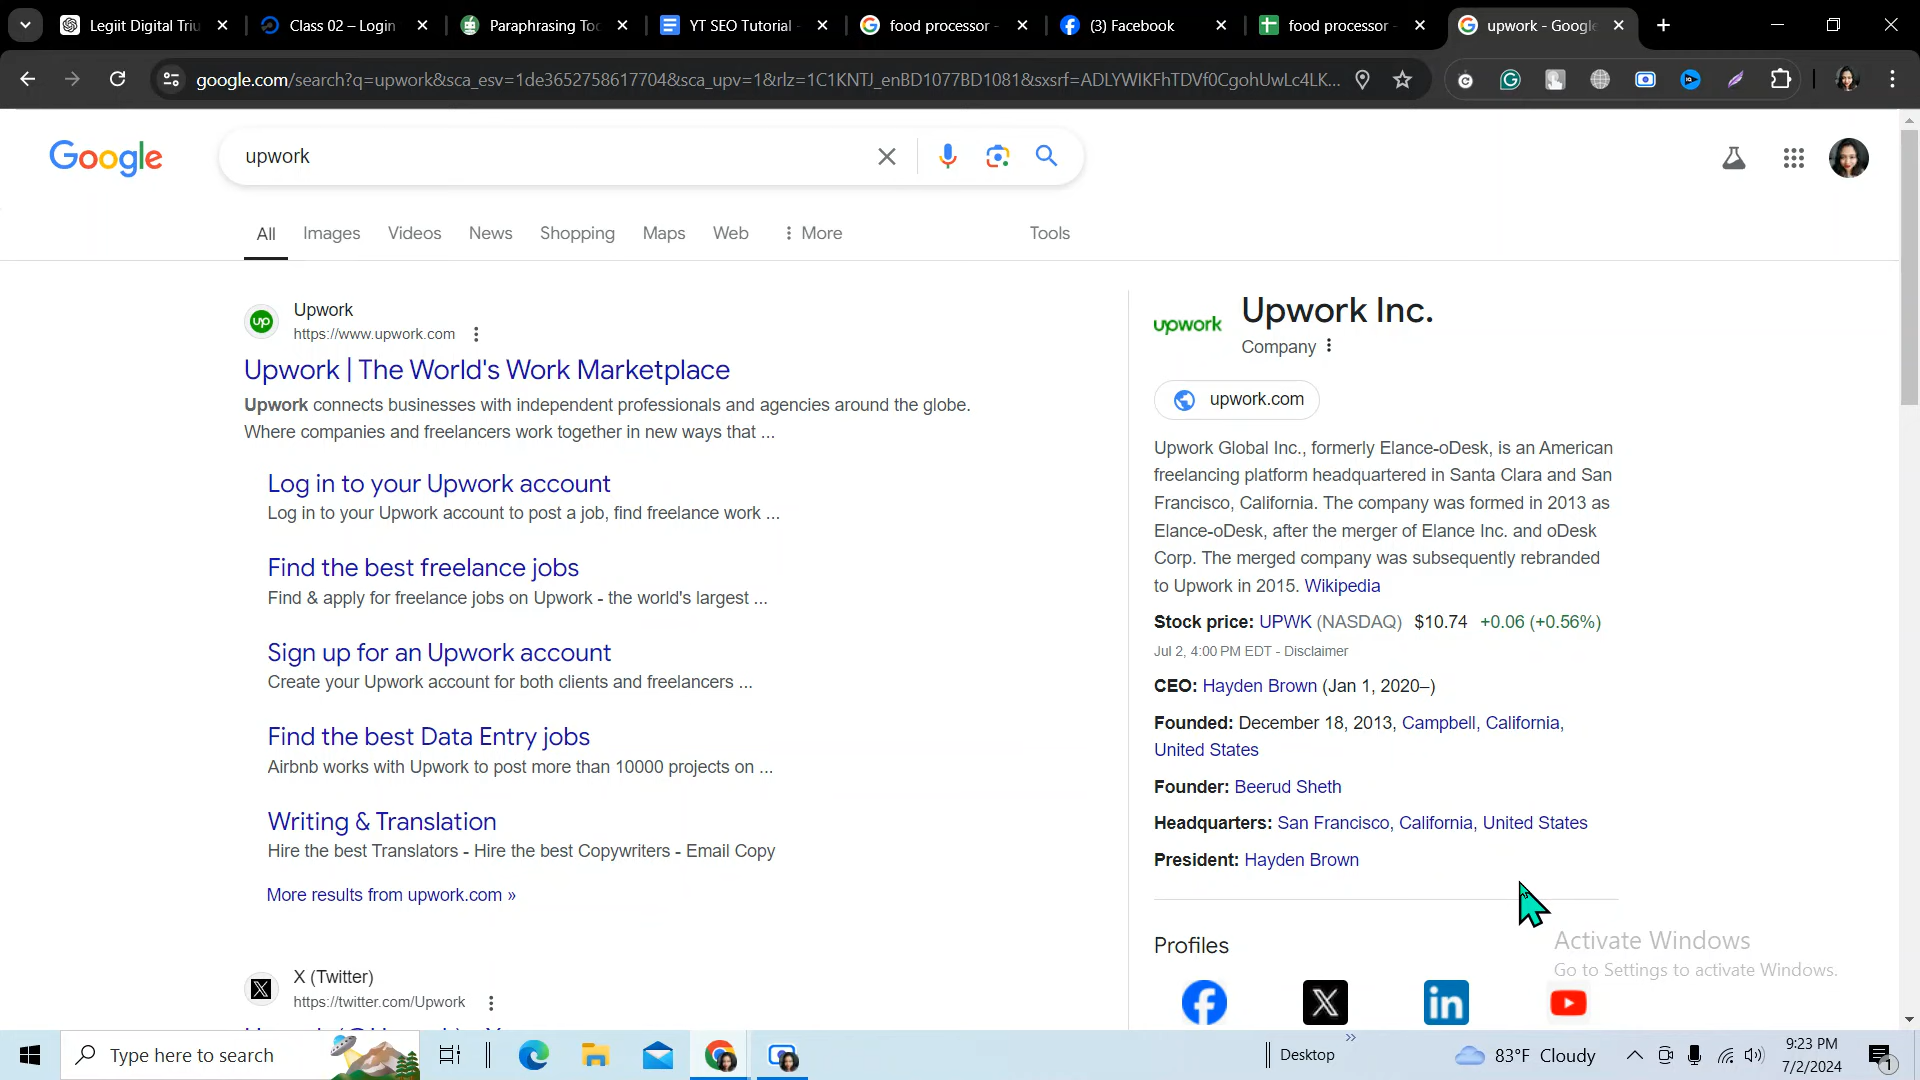 Legiit Digital Triu
Class 02 – Login
Paraphrasing Too
YT SEO Tutorial -
food processor -
(3) Facebook
food processor -
upwork - Google
google.com/search?q=upwork&sca_esv=1de36527586177048&sca_upv=1&rlz=1C1KNTJ_enBD1077BD1081&sxsrf=ADLYWIKFhTDVf0CgohUwLc4LK...
Google
upwork
All
Images
Videos
News
Shopping
Maps
Web
More
Tools
up
Upwork
https://www.upwork.com
Upwork | The World's Work Marketplace
Upwork connects businesses with independent professionals and agencies around the globe.
Where companies and freelancers work together in new ways that ...
Log in to your Upwork account
Log in to your Upwork account to post a job, find freelance work ...
Find the best freelance jobs
Find & apply for freelance jobs on Upwork - the world's largest ...
Sign up for an Upwork account
Create your Upwork account for both clients and freelancers ...
Find the best Data Entry jobs
Airbnb works with Upwork to post more than 10000 projects on ...
Writing & Translation
Hire the best Translators - Hire the best Copywriters - Email Copy
More results from upwork.com »
X (Twitter)
https://twitter.com/Upwork
upwork
Upwork Inc.
Company
upwork.com
Upwork Global Inc., formerly Elance-oDesk, is an American
freelancing platform headquartered in Santa Clara and San
Francisco, California. The company was formed in 2013 as
Elance-oDesk, after the merger of Elance Inc. and oDesk
Corp. The merged company was subsequently rebranded
to Upwork in 2015. Wikipedia
Stock price: UPWK (NASDAQ) $10.74 +0.06 (+0.56%)
Jul 2, 4:00 PM EDT - Disclaimer
CEO: Hayden Brown (Jan 1, 2020–)
Founded: December 18, 2013, Campbell, California,
United States
Founder: Beerud Sheth
Headquarters: San Francisco, California, United States
President: Hayden Brown
Profiles
Activate Windows
Go to Settings to activate Windows.
Type here to search
Desktop
83°F Cloudy
9:23 PM
7/2/2024
1